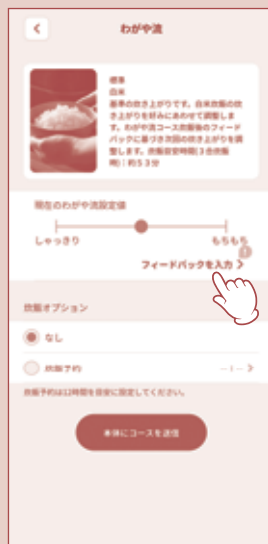 わがや流
標準
白米
基準の炊き上がりです。白米炊飯の炊
き上がりを好みにあわせて調整しま
す。わがや流コース炊飯後のフィード
バックに基づき次回の炊き上がりを調
整します。炊飯目安時間(3合炊飯
時)：約53分
現在のわがや流設定値
しゃっきり
もちもち
フィードバックを入力
炊飯オプション
なし
炊飯予約
--:--
炊飯予約は12時間を目安に設定してください。
本体にコースを送信